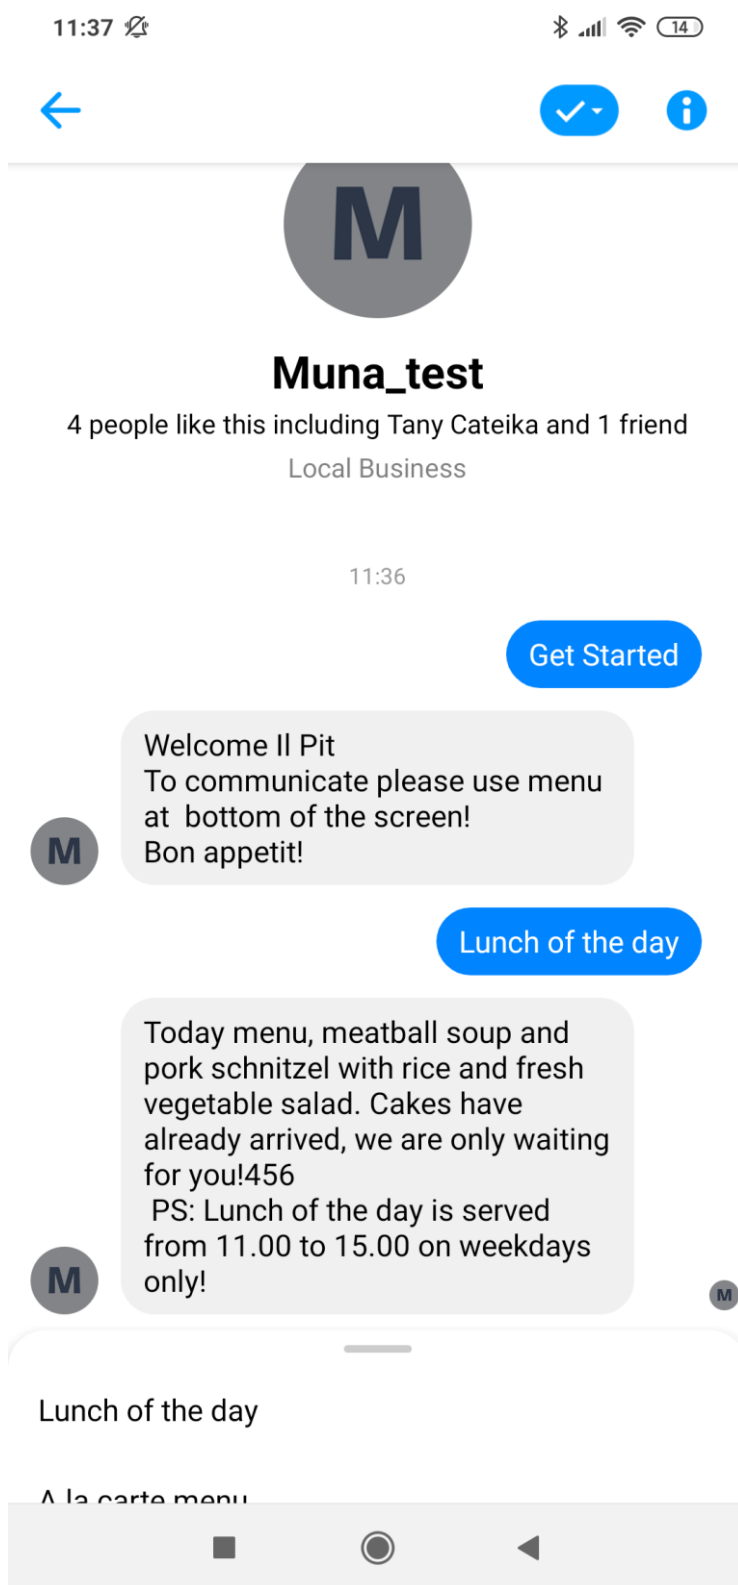 11:37
14
M
Muna_test
4 people like this including Tany Cateika and 1 friend
Local Business
11:36
Get Started
Welcome Il Pit
To communicate please use menu
at  bottom of the screen!
Bon appetit!
M
Lunch of the day
Today menu, meatball soup and
pork schnitzel with rice and fresh
vegetable salad. Cakes have
already arrived, we are only waiting
for you!456
PS: Lunch of the day is served
from 11.00 to 15.00 on weekdays
only!
M
M
Lunch of the day
A la carte menu